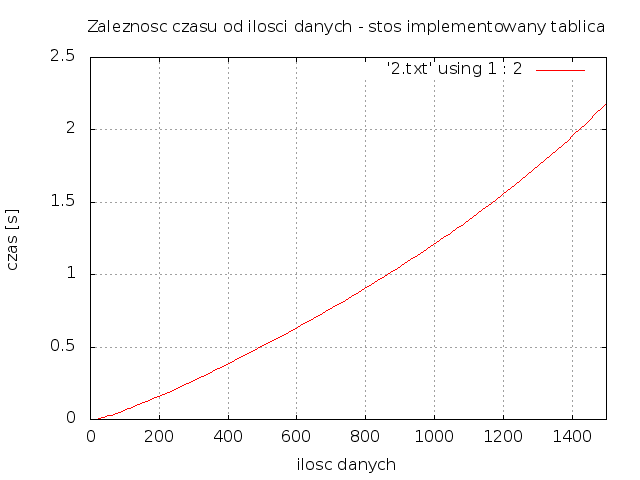 Zaleznosc czasu od ilosci danych - stos implementowany tablica
2.5
'2.txt' using 1 : 2
2
1.5
czas [s]
1
0.5
0
0 200 400 600 800 1000 1200 1400
ilosc danych